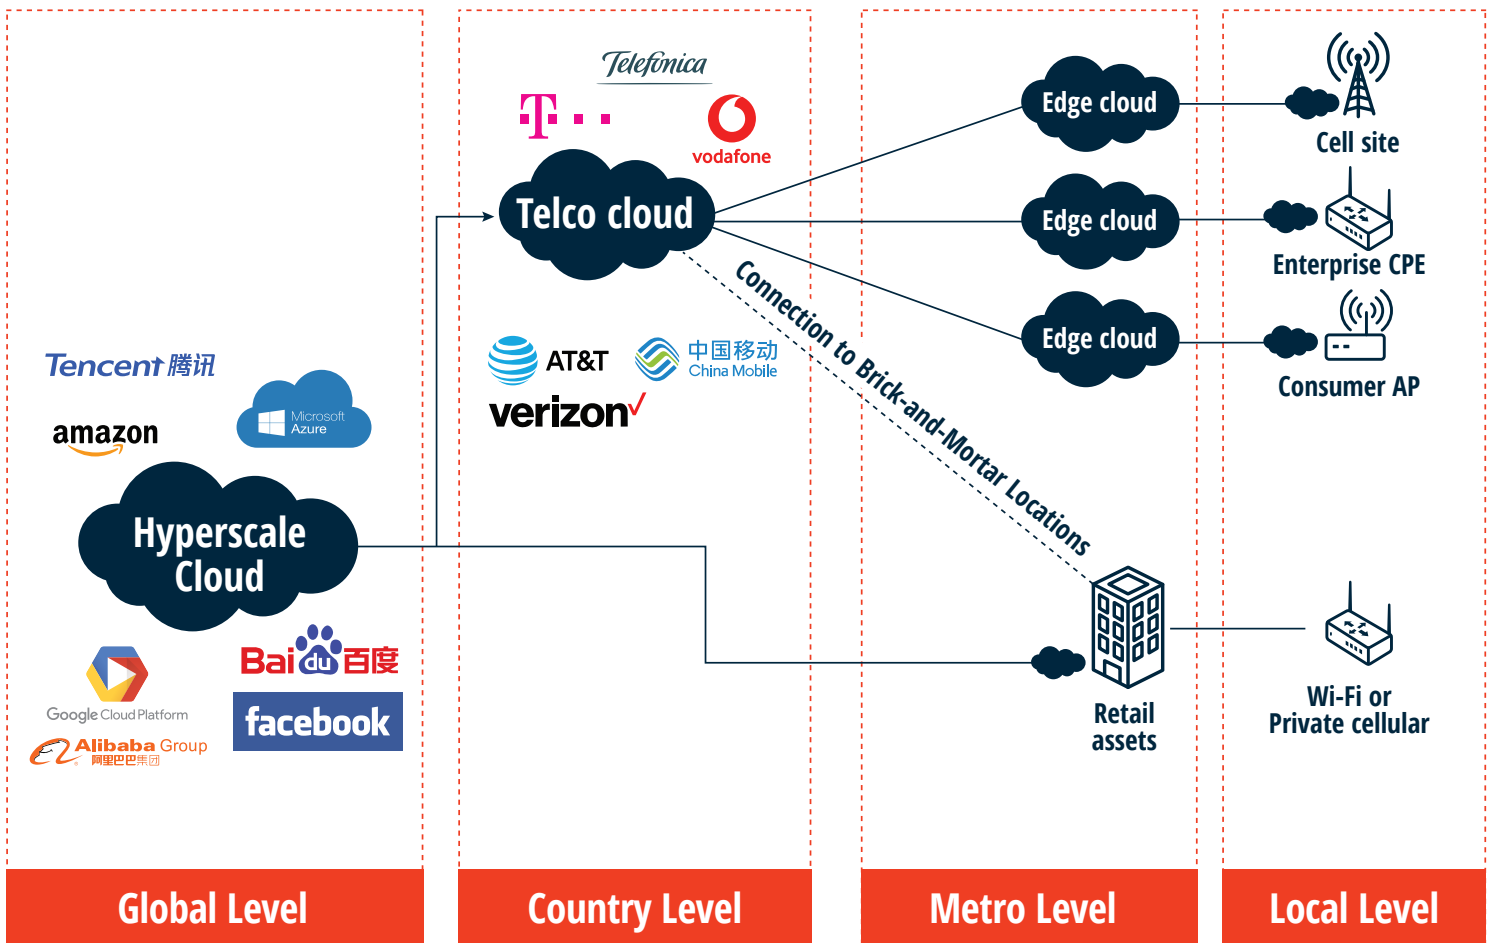 Tencent 腾讯
amazon
Microsoft
Azure
Hyperscale
Cloud
Google Cloud Platform
Bai du 百度
facebook
Alibaba Group
阿里巴巴集团
Global Level
Telefónica
T
vodafone
Telco cloud
AT&T
中国移动
China Mobile
verizon
Country Level
Connection to Brick-and-Mortar Locations
Edge cloud
Edge cloud
Edge cloud
Retail
assets
Metro Level
Cell site
Enterprise CPE
Consumer AP
Wi-Fi or
Private cellular
Local Level